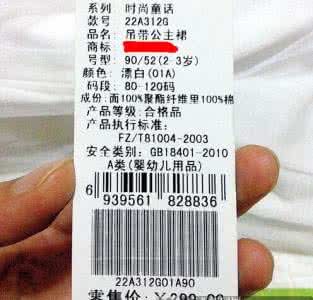 系列：时尚童话
款号：22A312G
品名：吊带公主裙
商标
号型：90/52(2-3岁)
颜色：漂白(01A)
码段：80-120码
成份：面100%聚酯纤维里100%棉
产品等级：合格品
产品执行标准：
FZ/T81004-2003
安全类别：GB18401-2010
A类(婴幼儿用品)
6 939561 828836
22A312G01A90
零售价：¥299.00